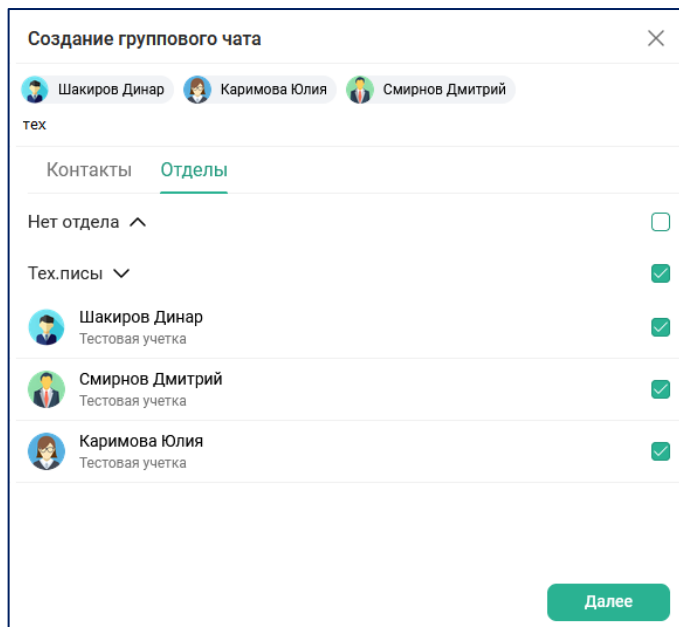 Создание группового чата
Шакиров Динар Каримова Юлия Смирнов Дмитрий
тех
Контакты Отделы
Нет отдела
Тех.писы
Шакиров Динар
Тестовая учетка
Смирнов Дмитрий
Тестовая учетка
Каримова Юлия
Тестовая учетка
Далее